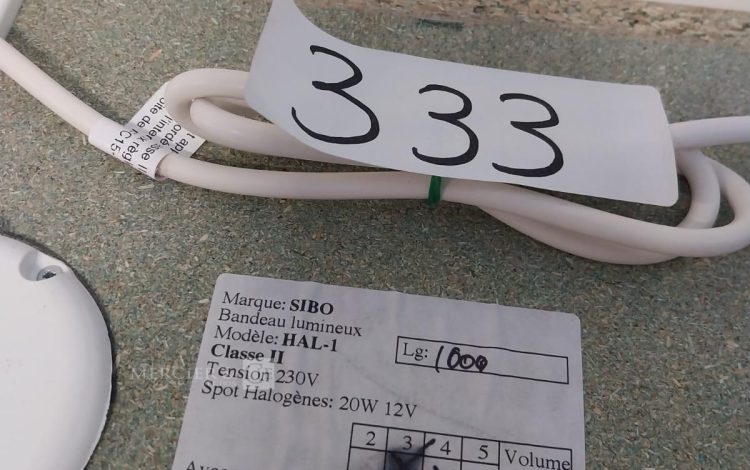 333
Marque: SIBO
Bandeau lumineux
Modèle: HAL-1
Lg: 1000
Classe II
Tension 230V
Spot Halogènes: 20W 12V
2 3 4 5 Volume